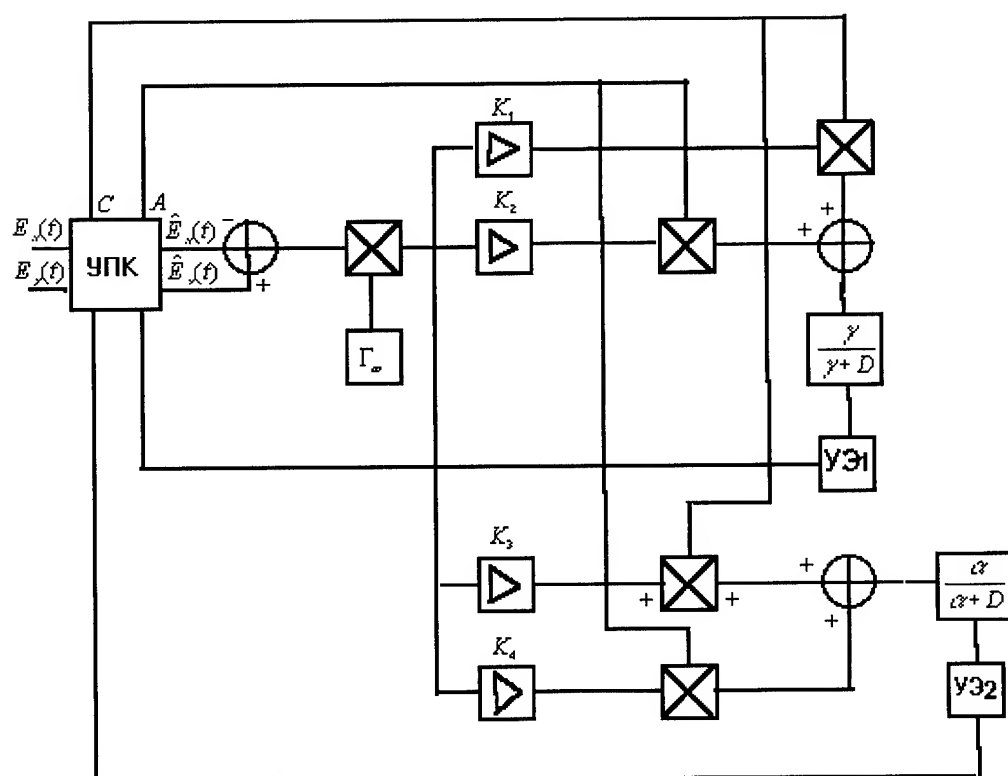 K₁
C A
K₂
E (t) Ê (t) −
+ +
УПК
E (t) Ê (t) +
Γ∞
γ
γ + D
УЭ1
K₃
+ + + +
α
α + D
K₄
УЭ2